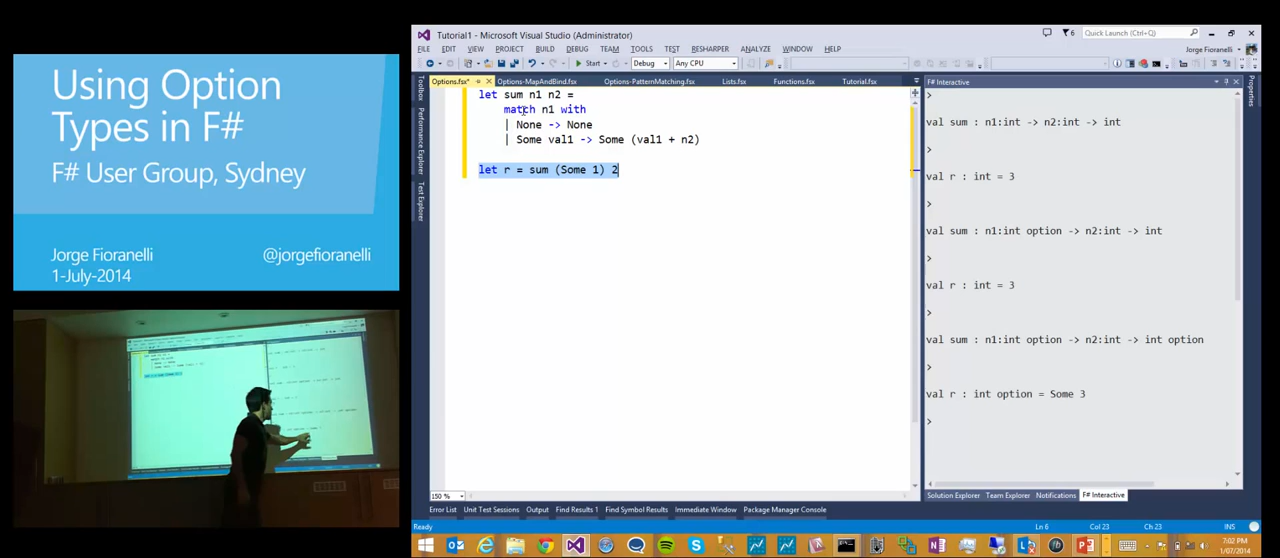 Using Option
Types in F#
F# User Group, Sydney
Jorge Fioranelli
@jorgefioranelli
1-July-2014
Tutorial1 - Microsoft Visual Studio (Administrator)
6
Quick Launch (Ctrl+Q)
FILE EDIT VIEW PROJECT BUILD DEBUG TEAM TOOLS TEST RESHARPER ANALYZE WINDOW HELP
Jorge Fioranelli
Start
Debug
Any CPU
Options.fsx*
Options-MapAndBind.fsx
Options-PatternMatching.fsx
Lists.fsx
Functions.fsx
Tutorial.fsx
F# Interactive
Toolbox
Performance Explorer
Test Explorer
Properties
let sum n1 n2 =
match n1 with
| None -> None
| Some val1 -> Some (val1 + n2)
let r = sum (Some 1) 2
>
val sum : n1:int -> n2:int -> int
>
val r : int = 3
>
val sum : n1:int option -> n2:int -> int
>
val r : int = 3
>
val sum : n1:int option -> n2:int -> int option
>
val r : int option = Some 3
>
150 %
Solution Explorer Team Explorer Notifications F# Interactive
Error List Unit Test Sessions Output Find Results 1 Find Symbol Results Immediate Window Package Manager Console
Ready
Ln 6
Col 23
Ch 23
INS
7:02 PM
1/07/2014